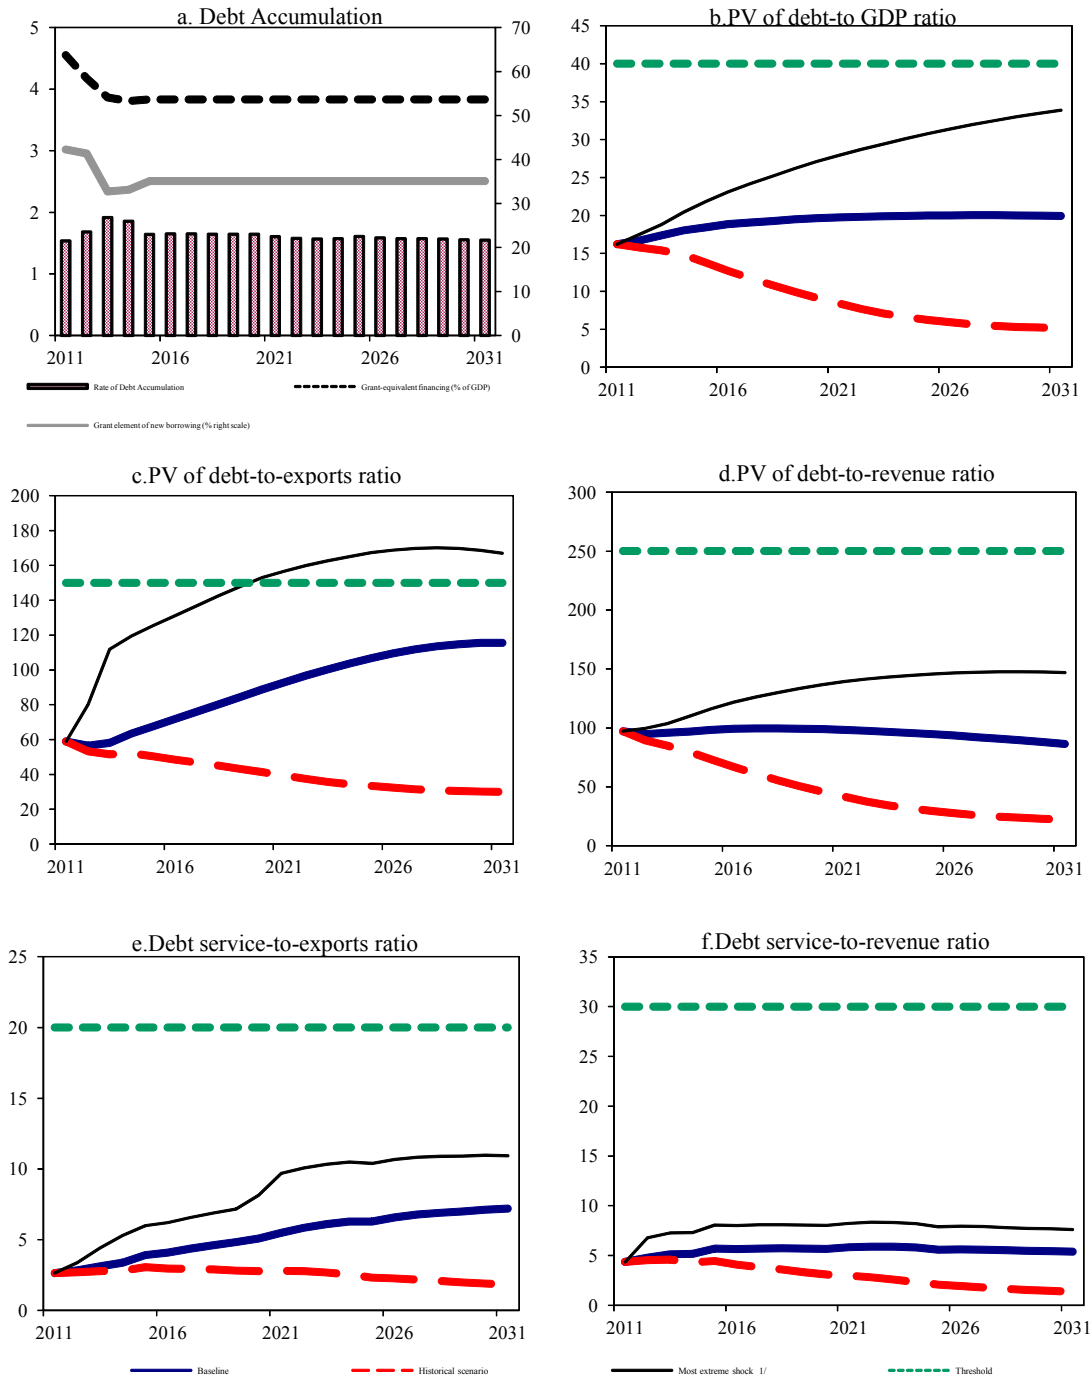 a. Debt Accumulation
5
4
3
2
1
0
70
60
50
40
30
20
10
0
2011 2016 2021 2026 2031
Rate of Debt Accumulation
Grant-equivalent financing (% of GDP)
Grant element of new borrowing (% right scale)
b.PV of debt-to GDP ratio
45
40
35
30
25
20
15
10
5
0
2011 2016 2021 2026 2031
c.PV of debt-to-exports ratio
200
180
160
140
120
100
80
60
40
20
0
2011 2016 2021 2026 2031
d.PV of debt-to-revenue ratio
300
250
200
150
100
50
0
2011 2016 2021 2026 2031
e.Debt service-to-exports ratio
25
20
15
10
5
0
2011 2016 2021 2026 2031
f.Debt service-to-revenue ratio
35
30
25
20
15
10
5
0
2011 2016 2021 2026 2031
Baseline
Historical scenario
Most extreme shock 1/
Threshold